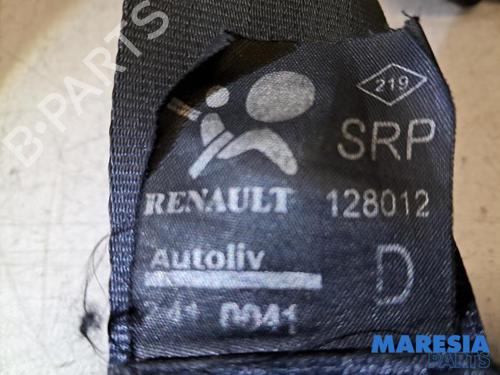 219
SRP
RENAULT 128012
Autoliv
0041
D
B-PARTS
MARESIA
PARTS